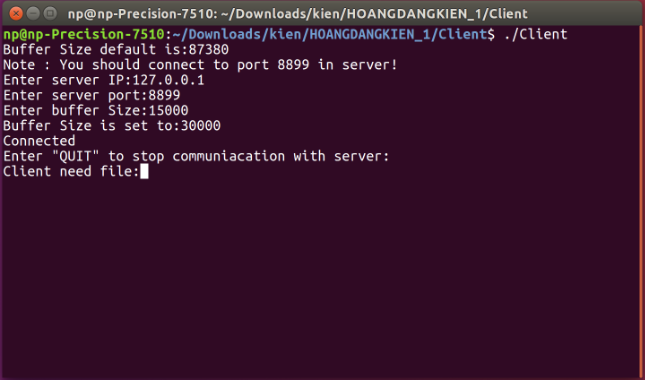 np@np-Precision-7510: ~/Downloads/kien/HOANGDANGKIEN_1/Client
np@np-Precision-7510:~/Downloads/kien/HOANGDANGKIEN_1/Client$ ./Client
Buffer Size default is:87380
Note : You should connect to port 8899 in server!
Enter server IP:127.0.0.1
Enter server port:8899
Enter buffer Size:15000
Buffer Size is set to:30000
Connected
Enter "QUIT" to stop communiacation with server:
Client need file: